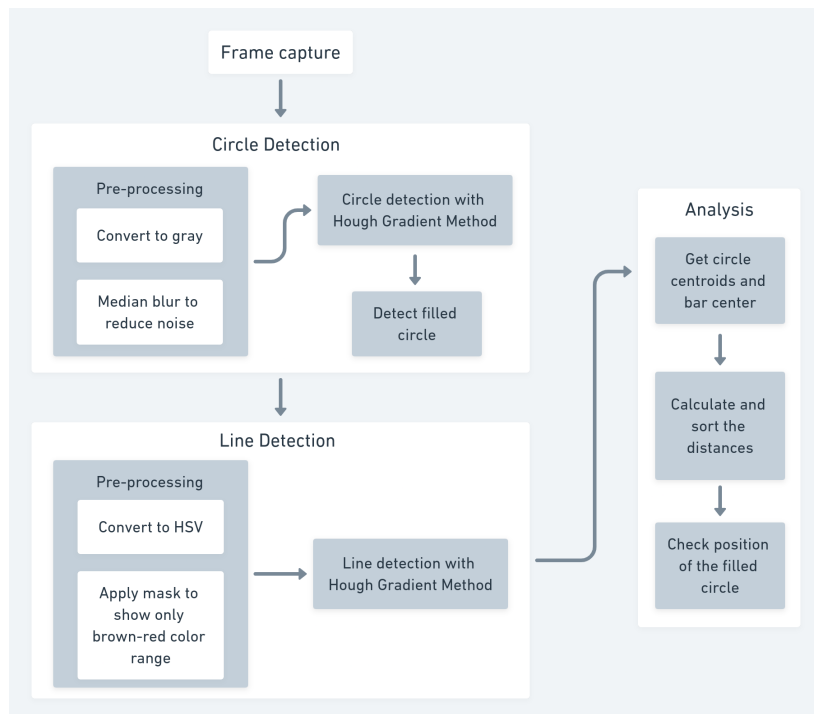 Frame capture
Circle Detection
Pre-processing
Convert to gray
Median blur to
reduce noise
Circle detection with
Hough Gradient Method
Detect filled
circle
Line Detection
Pre-processing
Convert to HSV
Apply mask to
show only
brown-red color
range
Line detection with
Hough Gradient Method
Analysis
Get circle
centroids and
bar center
Calculate and
sort the
distances
Check position
of the filled
circle